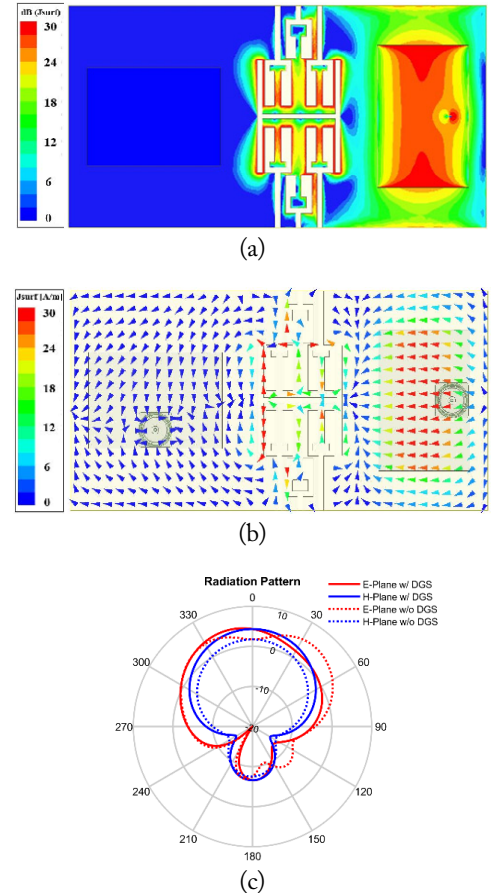 dB (Jsurf)
30
24
18
12
6
0
(a)
Jsurf [A/m]
30
24
18
12
6
0
(b)
Radiation Pattern
E-Plane w/ DGS
H-Plane w/ DGS
E-Plane w/o DGS
H-Plane w/o DGS
0
30
60
90
120
150
180
210
240
270
300
330
10
0
-10
-20
(c)